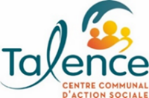 Talence
CENTRE COMMUNAL
D'ACTION SOCIALE